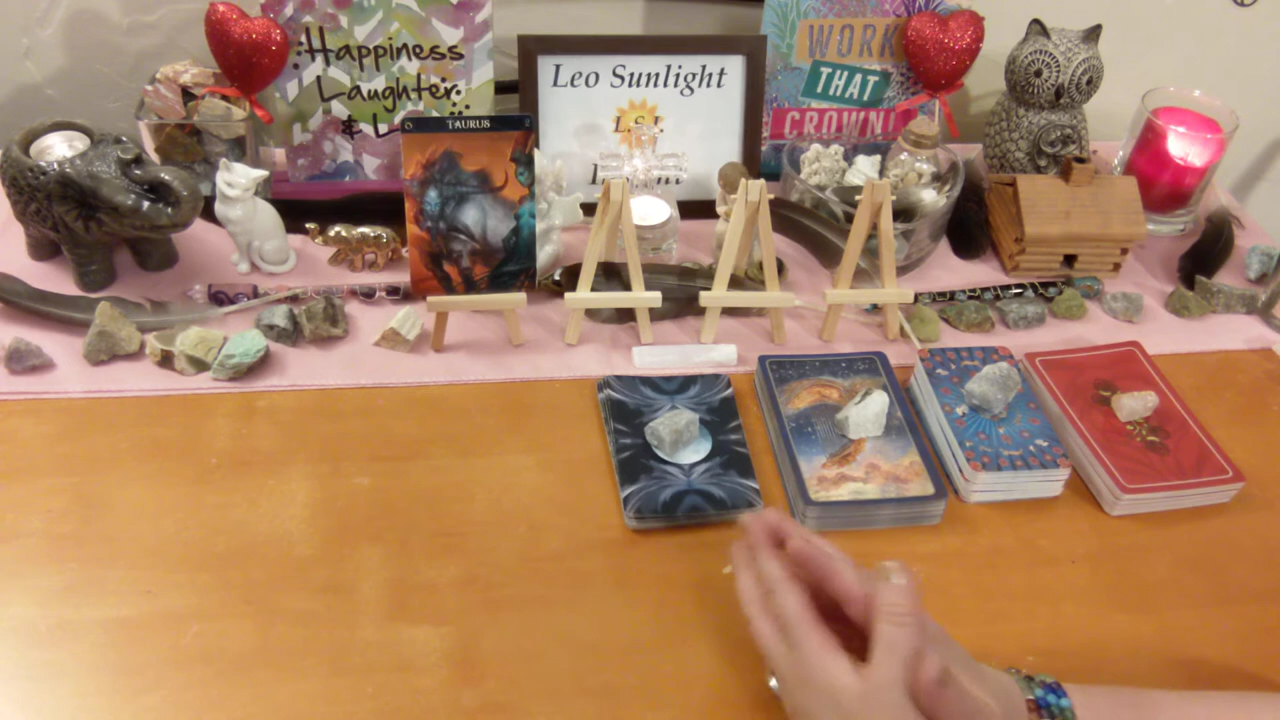 Happiness
Laughter
&
TAURUS
Leo Sunlight
L.S.
WORK
THAT
CROWN!